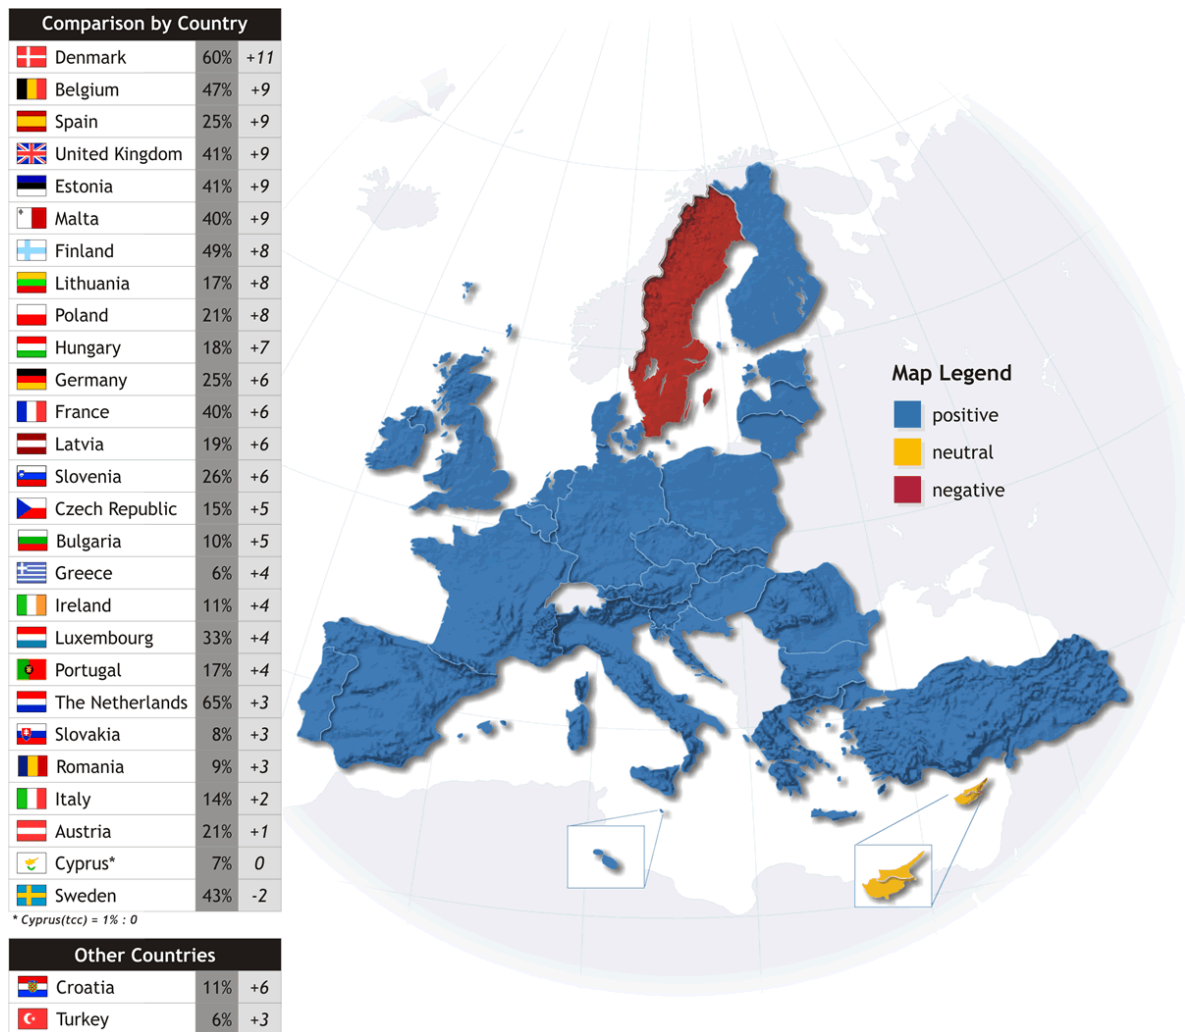 Comparison by Country
Denmark 60% +11
Belgium 47% +9
Spain 25% +9
United Kingdom 41% +9
Estonia 41% +9
Malta 40% +9
Finland 49% +8
Lithuania 17% +8
Poland 21% +8
Hungary 18% +7
Germany 25% +6
France 40% +6
Latvia 19% +6
Slovenia 26% +6
Czech Republic 15% +5
Bulgaria 10% +5
Greece 6% +4
Ireland 11% +4
Luxembourg 33% +4
Portugal 17% +4
The Netherlands 65% +3
Slovakia 8% +3
Romania 9% +3
Italy 14% +2
Austria 21% +1
Cyprus* 7% 0
Sweden 43% -2
* Cyprus(tcc) = 1% : 0
Other Countries
Croatia 11% +6
Turkey 6% +3
Map Legend
positive
neutral
negative